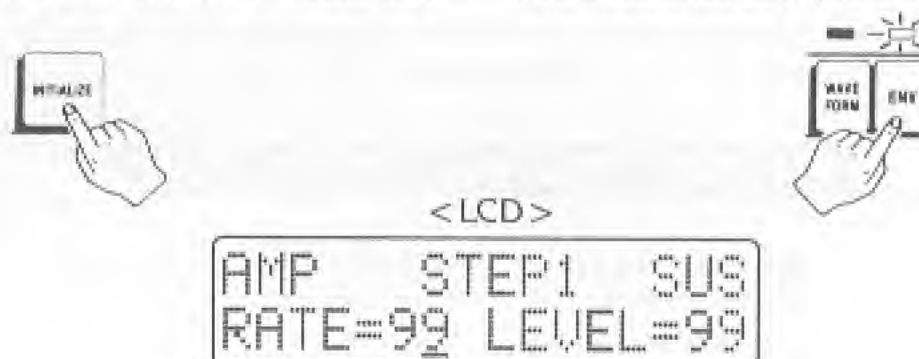 INITIALIZE
WAVE
FORM
ENV
<LCD>
AMP STEP1 SUS
RATE=99 LEVEL=99